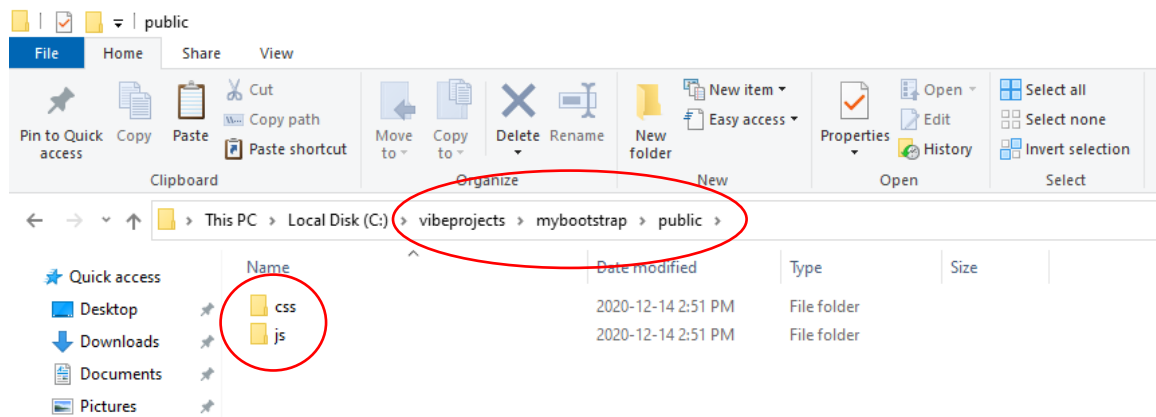 public
File Home Share View
Pin to Quick access
Copy
Paste
Cut
Copy path
Paste shortcut
Clipboard
Move to
Copy to
Delete
Rename
Organize
New folder
New item
Easy access
New
Properties
Open
Edit
History
Open
Select all
Select none
Invert selection
Select
This PC > Local Disk (C:) > vibeprojects > mybootstrap > public >
Name Date modified Type Size
Quick access
Desktop
Downloads
Documents
Pictures
css 2020-12-14 2:51 PM File folder
js 2020-12-14 2:51 PM File folder